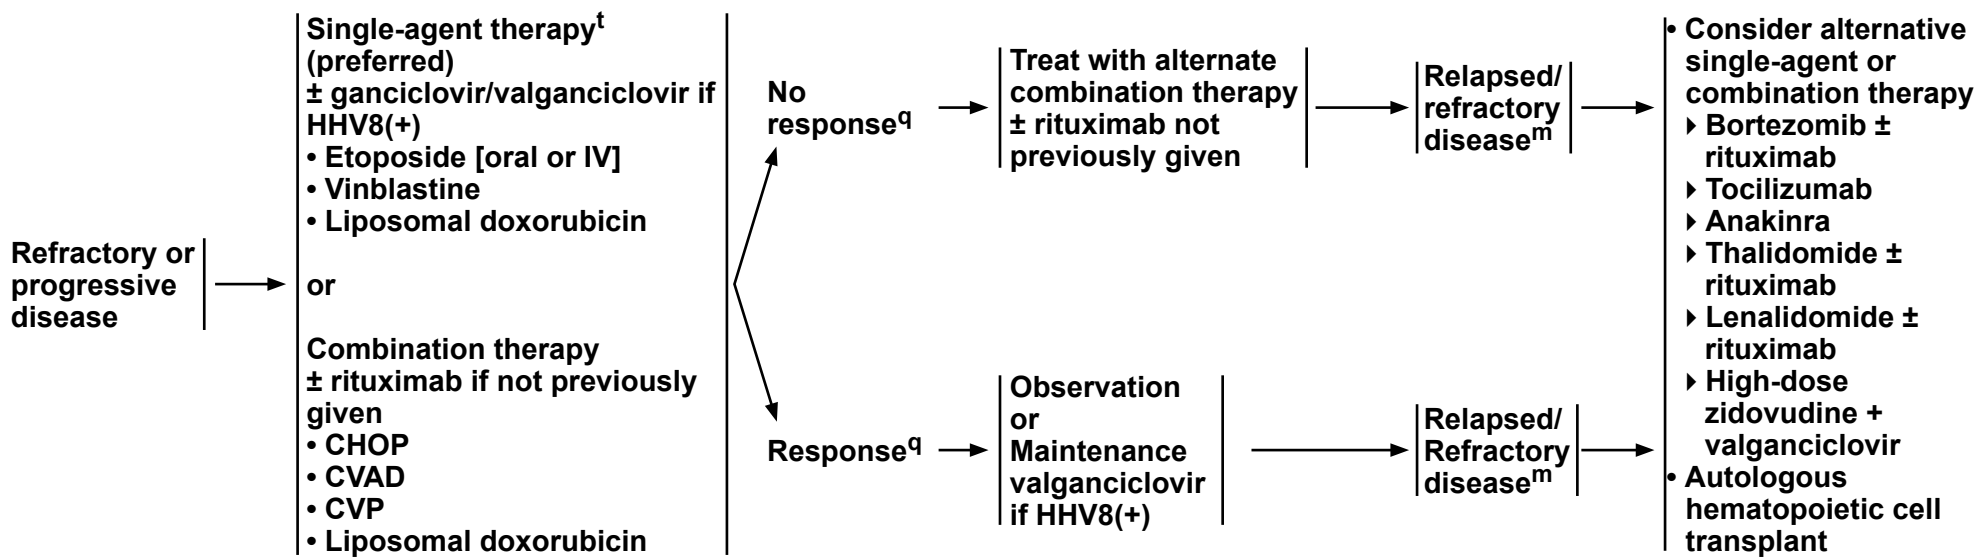 Refractory or
progressive
disease
Single-agent therapyᵗ
(preferred)
± ganciclovir/valganciclovir if
HHV8(+)
• Etoposide [oral or IV]
• Vinblastine
• Liposomal doxorubicin
or
Combination therapy
± rituximab if not previously
given
• CHOP
• CVAD
• CVP
• Liposomal doxorubicin
No
responseq
Treat with alternate
combination therapy
± rituximab not
previously given
Relapsed/
refractory
diseaseᵐ
Responseq
Observation
or
Maintenance
valganciclovir
if HHV8(+)
Relapsed/
Refractory
diseaseᵐ
• Consider alternative
single-agent or
combination therapy
▸ Bortezomib ±
rituximab
▸ Tocilizumab
▸ Anakinra
▸ Thalidomide ±
rituximab
▸ Lenalidomide ±
rituximab
▸ High-dose
zidovudine +
valganciclovir
• Autologous
hematopoietic cell
transplant